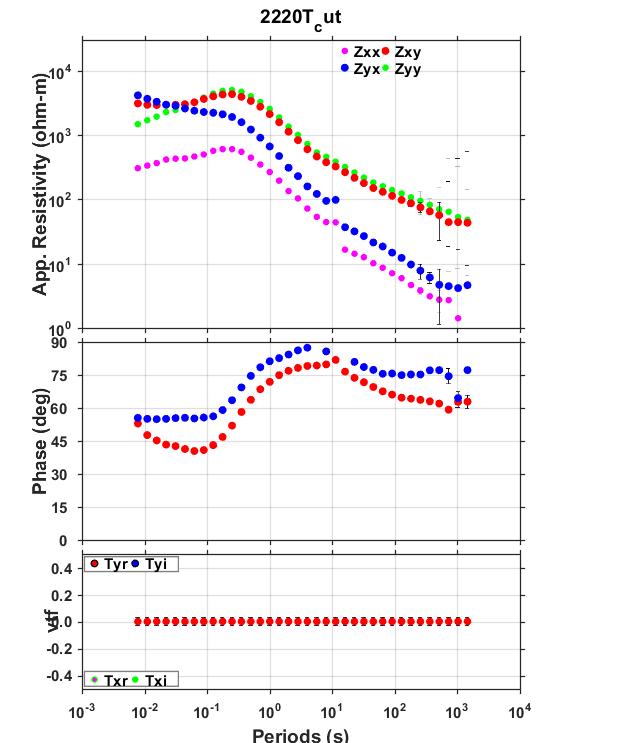 2220T_cut
Zxx Zxy
Zyx Zyy
App. Resistivity (ohm-m)
10^4
10^3
10^2
10^1
10^0
Phase (deg)
90
75
60
45
30
15
0
Tyr Tyi
vtf
0.4
0.2
0.0
-0.2
-0.4
Txr Txi
10^-3 10^-2 10^-1 10^0 10^1 10^2 10^3 10^4
Periods (s)